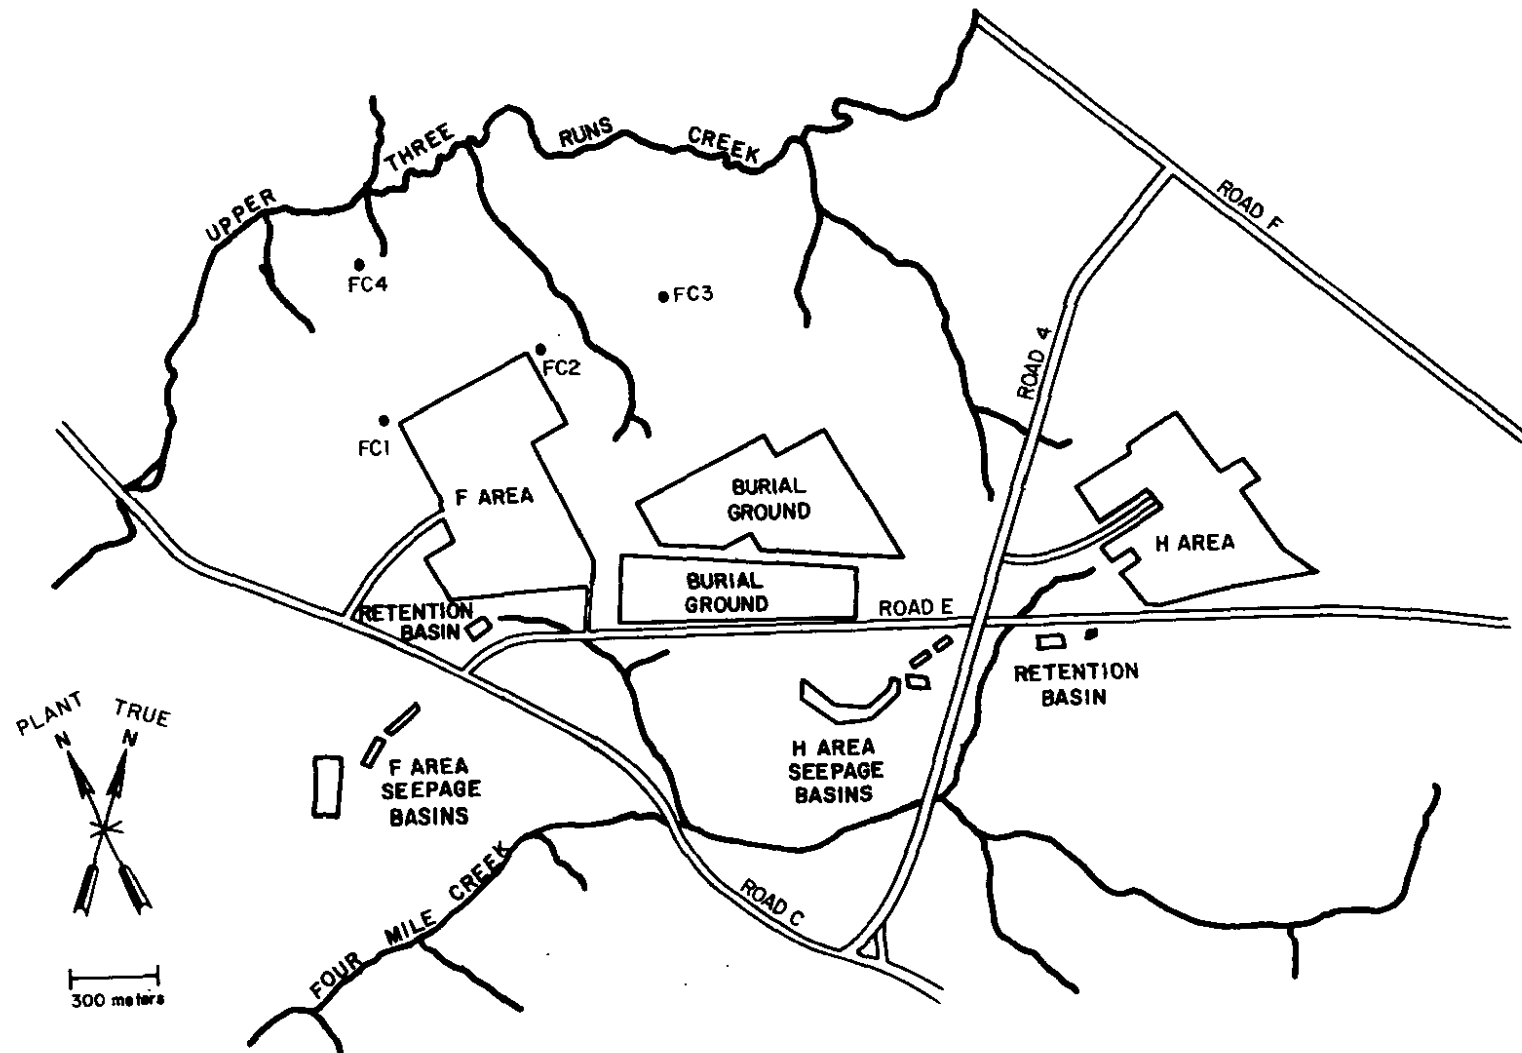 UPPER THREE RUNS CREEK
ROAD F
FC4
FC3
ROAD 4
FC2
FC1
F AREA
BURIAL
GROUND
H AREA
BURIAL
GROUND
ROAD E
RETENTION
BASIN
RETENTION
BASIN
PLANT
TRUE
N
N
H AREA
SEEPAGE
BASINS
F AREA
SEEPAGE
BASINS
ROAD C
FOUR MILE CREEK
300 meters